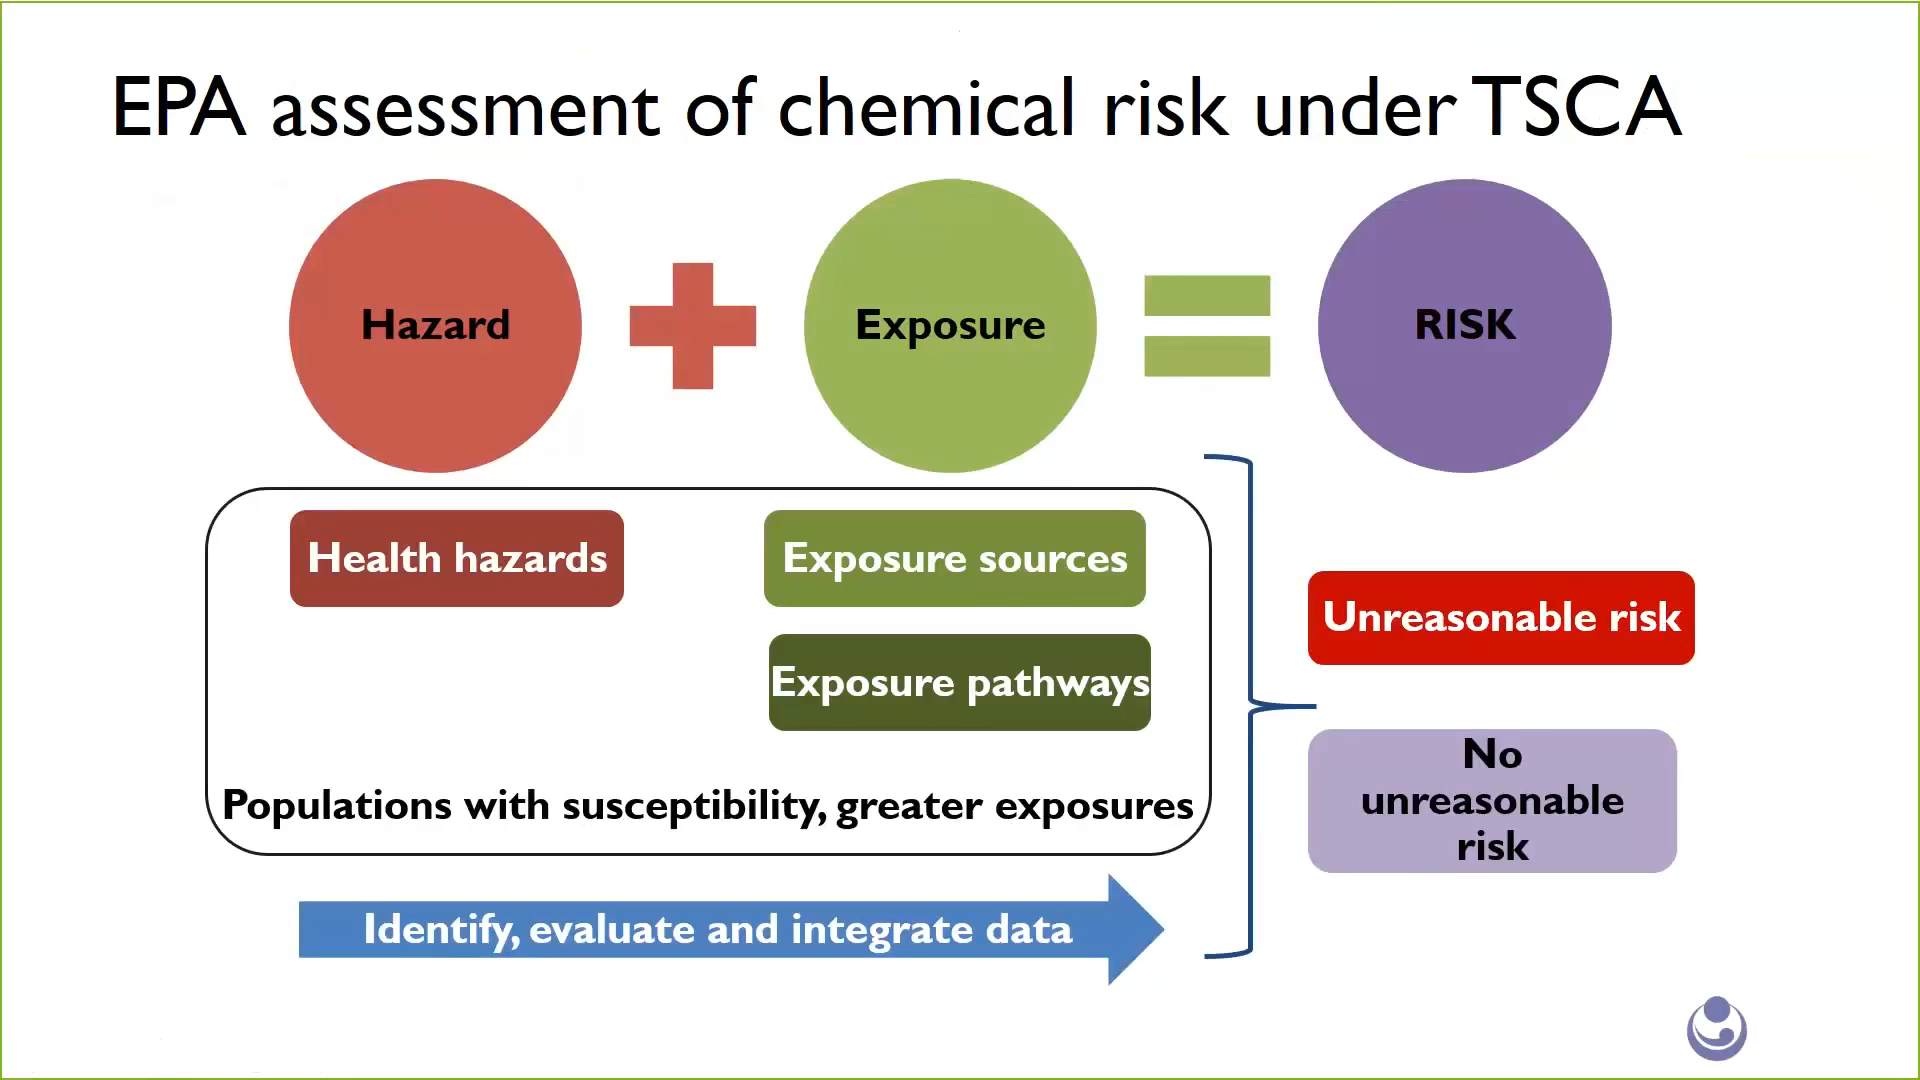 EPA assessment of chemical risk under TSCA
Hazard
Exposure
RISK
Health hazards
Exposure sources
Exposure pathways
Populations with susceptibility, greater exposures
Identify, evaluate and integrate data
Unreasonable risk
No
unreasonable
risk